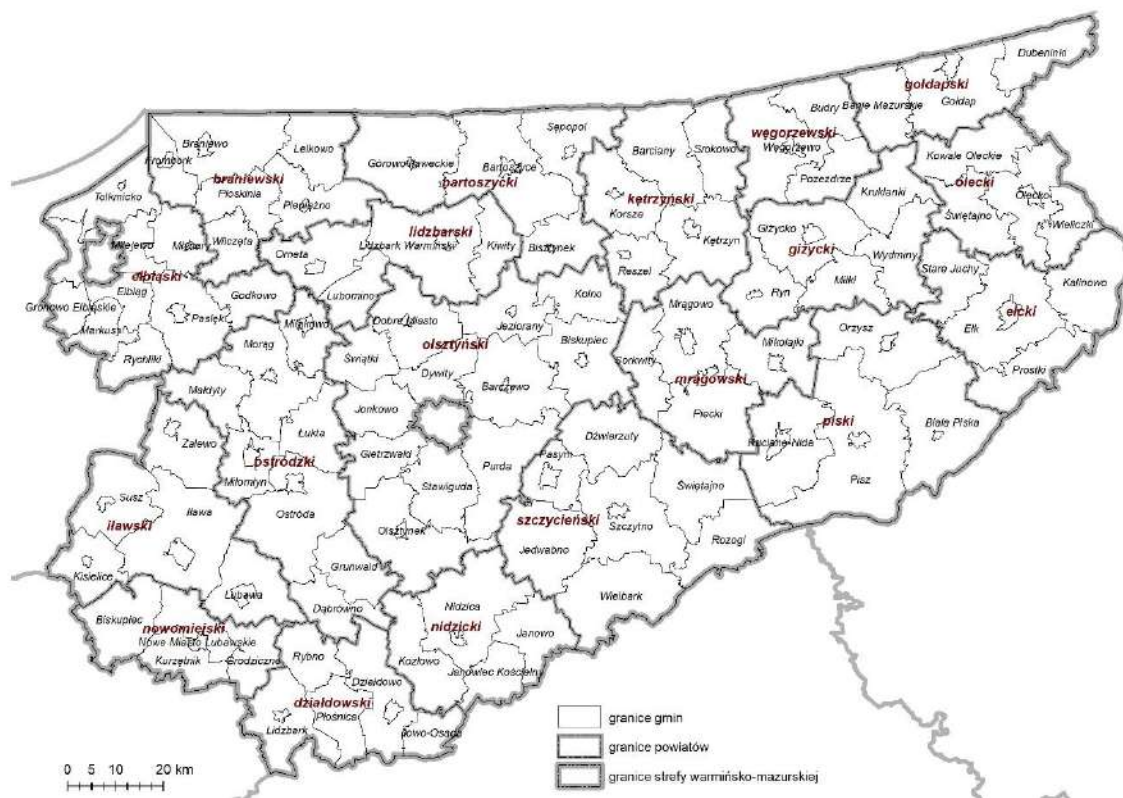 Dubeninki
gołdapski
Gołdap
Banie Mazurskie
Budry
węgorzewski
Węgorzewo
Pozezdrze
Sępopol
Barciany
Srokowo
Kowale Oleckie
olecki
Olecko
Świętajno
Wieliczki
Kruklanki
Braniewo
Lelkowo
Frombork
braniewski
Płoskinia
Pieniężno
Górowo Iławeckie
Bartoszyce
bartoszycki
kętrzyński
Korsze
Kętrzyn
Tolkmicko
Milejewo
Młynary
Wilczęta
lidzbarski
Lidzbark Warmiński
Kiwity
Bisztynek
Reszel
Giżycko
giżycki
Wydminy
Miłki
Ryn
Stare Juchy
Kalinowo
Orneta
elbląski
Elbląg
Godkowo
Lubomino
Gronowo Elbląskie
Markusy
Pasłęk
Rychliki
Morąg
Miłakowo
Dobre Miasto
Jeziorany
Kolno
Mrągowo
Orzysz
ełcki
Ełk
Prostki
Świątki
olsztyński
Dywity
Biskupiec
Barczewo
Sorkwity
Mikołajki
mrągowski
Piecki
Małdyty
Jonkowo
Zalewo
Łukta
ostródzki
Miłomłyn
Gietrzwałd
Purda
Stawiguda
Dźwierzuty
Pasym
piski
Ruciane-Nida
Biała Piska
Pisz
Susz
Iława
iławski
Ostróda
Olsztynek
szczycieński
Szczytno
Świętajno
Jedwabno
Rozogi
Kisielice
Lubawa
Grunwald
Dąbrówno
Wielbark
Biskupiec
nowomiejski
Nowe Miasto Lubawskie
Kurzętnik
Grodziczno
Nidzica
nidzicki
Janowo
Kozłowo
Janowiec Kościelny
Rybno
Działdowo
działdowski
Płośnica
Lidzbark
Iłowo-Osada
granice gmin
granice powiatów
granice strefy warmińsko-mazurskiej
0 5 10 20 km